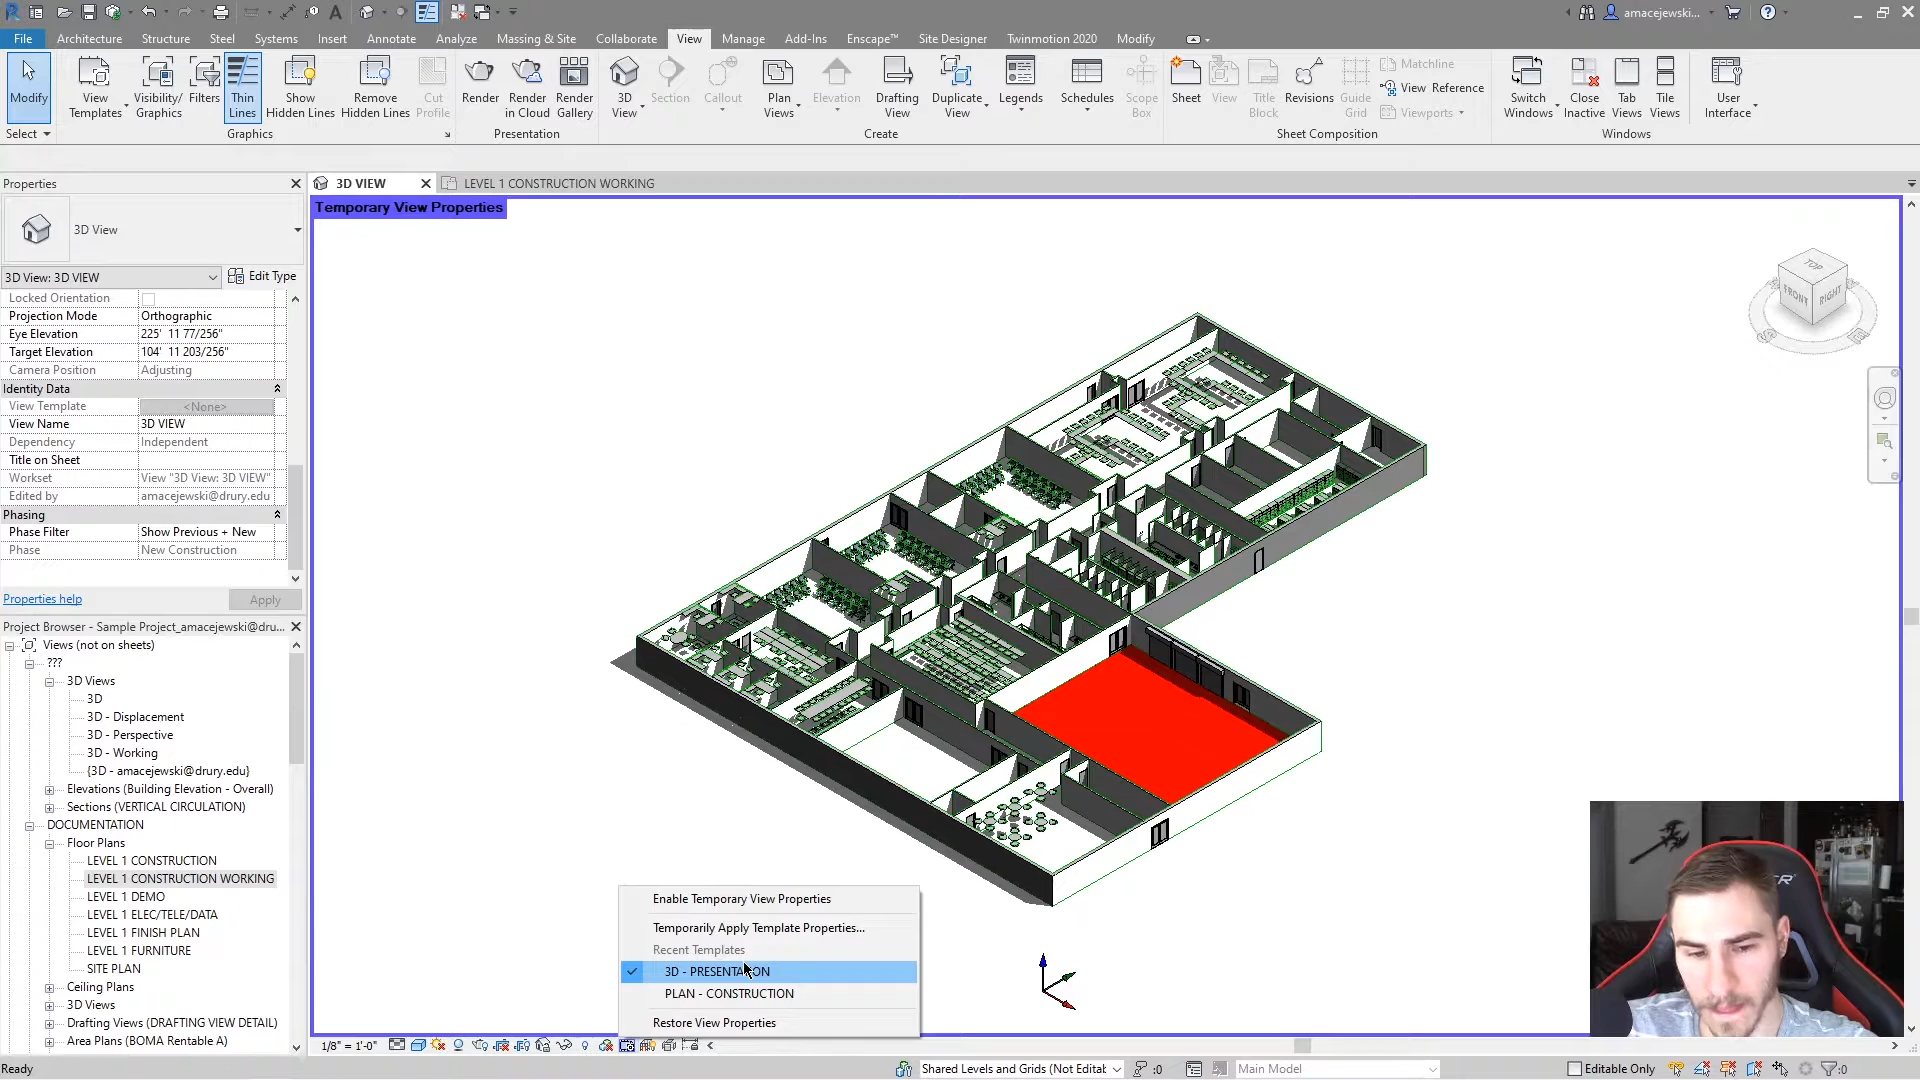 amacejewski...
File Architecture Structure Steel Systems Insert Annotate Analyze Massing & Site Collaborate View Manage Add-Ins Enscape™ Site Designer Twinmotion 2020 Modify
Modify
View Templates
Visibility/ Graphics
Filters
Thin Lines
Show Hidden Lines
Remove Hidden Lines
Cut Profile
Render
Render in Cloud
Render Gallery
3D View
Section
Callout
Plan Views
Elevation
Drafting View
Duplicate View
Legends
Schedules
Scope Box
Sheet
View
Title Block
Revisions
Guide Grid
Matchline
View Reference
Viewports
Switch Windows
Close Inactive
Tab Views
Tile Views
User Interface
Select Graphics Presentation Create Sheet Composition Windows
Properties
3D VIEW
LEVEL 1 CONSTRUCTION WORKING
Temporary View Properties
3D View
3D View: 3D VIEW
Edit Type
Locked Orientation
Projection Mode Orthographic
Eye Elevation 225' 11 77/256"
Target Elevation 104' 11 203/256"
Camera Position Adjusting
Identity Data
View Template <None>
View Name 3D VIEW
Dependency Independent
Title on Sheet
Workset View "3D View: 3D VIEW"
Edited by amacejewski@drury.edu
Phasing
Phase Filter Show Previous + New
Phase New Construction
Properties help
Apply
Project Browser - Sample Project_amacejewski@dru...
Views (not on sheets)
???
3D Views
3D
3D - Displacement
3D - Perspective
3D - Working
{3D - amacejewski@drury.edu}
Elevations (Building Elevation - Overall)
Sections (VERTICAL CIRCULATION)
DOCUMENTATION
Floor Plans
LEVEL 1 CONSTRUCTION
LEVEL 1 CONSTRUCTION WORKING
LEVEL 1 DEMO
LEVEL 1 ELEC/TELE/DATA
LEVEL 1 FINISH PLAN
LEVEL 1 FURNITURE
SITE PLAN
Ceiling Plans
3D Views
Drafting Views (DRAFTING VIEW DETAIL)
Area Plans (BOMA Rentable A)
TOP
FRONT
RIGHT
S
E
Enable Temporary View Properties
Temporarily Apply Template Properties...
Recent Templates
3D - PRESENTATION
PLAN - CONSTRUCTION
Restore View Properties
1/8" = 1'-0"
Ready
Shared Levels and Grids (Not Editab
:0
Main Model
Editable Only
:0